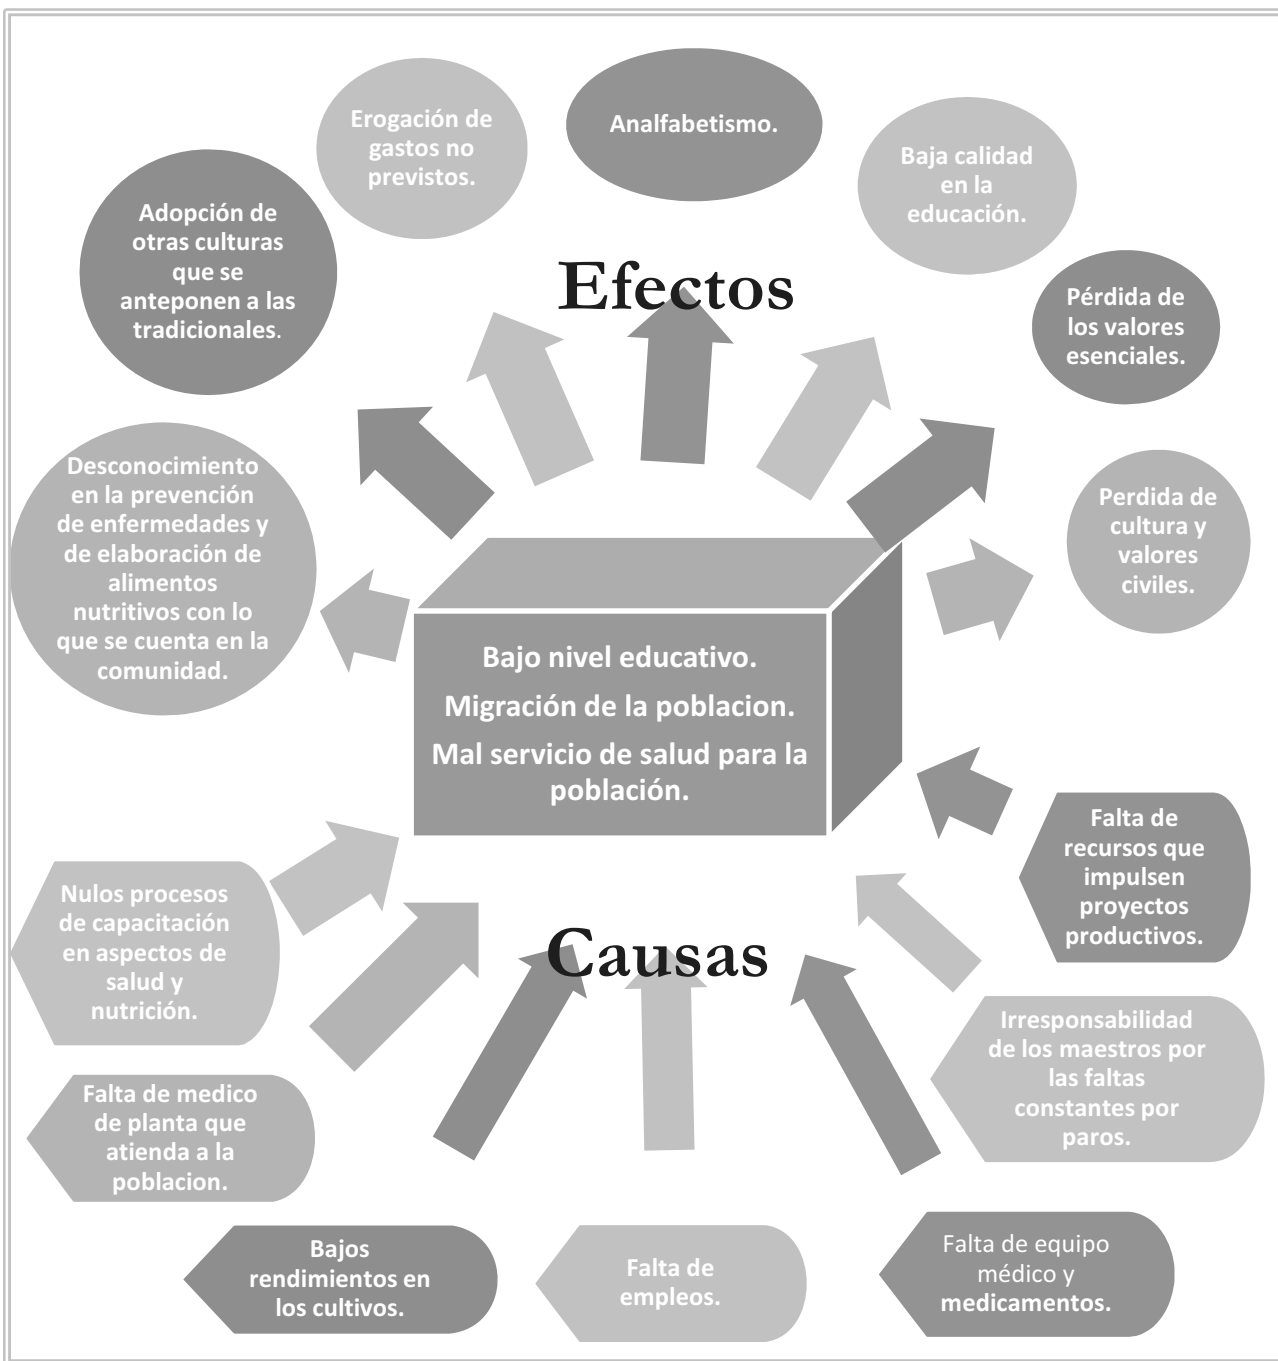 Erogación de
gastos no
previstos.
Analfabetismo.
Baja calidad
en la
educación.
Adopción de
otras culturas
que se
anteponen a las
tradicionales.
Efectos
Pérdida de
los valores
esenciales.
Desconocimiento
en la prevención
de enfermedades y
de elaboración de
alimentos
nutritivos con lo
que se cuenta en la
comunidad.
Perdida de
cultura y
valores
civiles.
Bajo nivel educativo.
Migración de la poblacion.
Mal servicio de salud para la
población.
Falta de
recursos que
impulsen
proyectos
productivos.
Nulos procesos
de capacitación
en aspectos de
salud y
nutrición.
Causas
Irresponsabilidad
de los maestros por
las faltas
constantes por
paros.
Falta de medico
de planta que
atienda a la
poblacion.
Bajos
rendimientos en
los cultivos.
Falta de
empleos.
Falta de equipo
médico y
medicamentos.